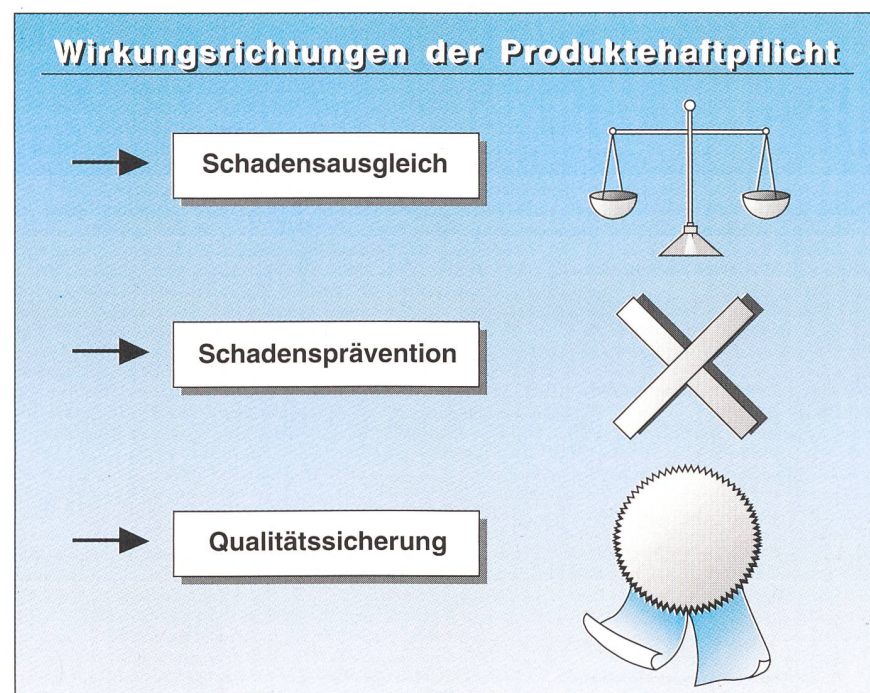 Wirkungsrichtungen der Produktehaftpflicht
Schadensausgleich
Schadensprävention
Qualitätssicherung